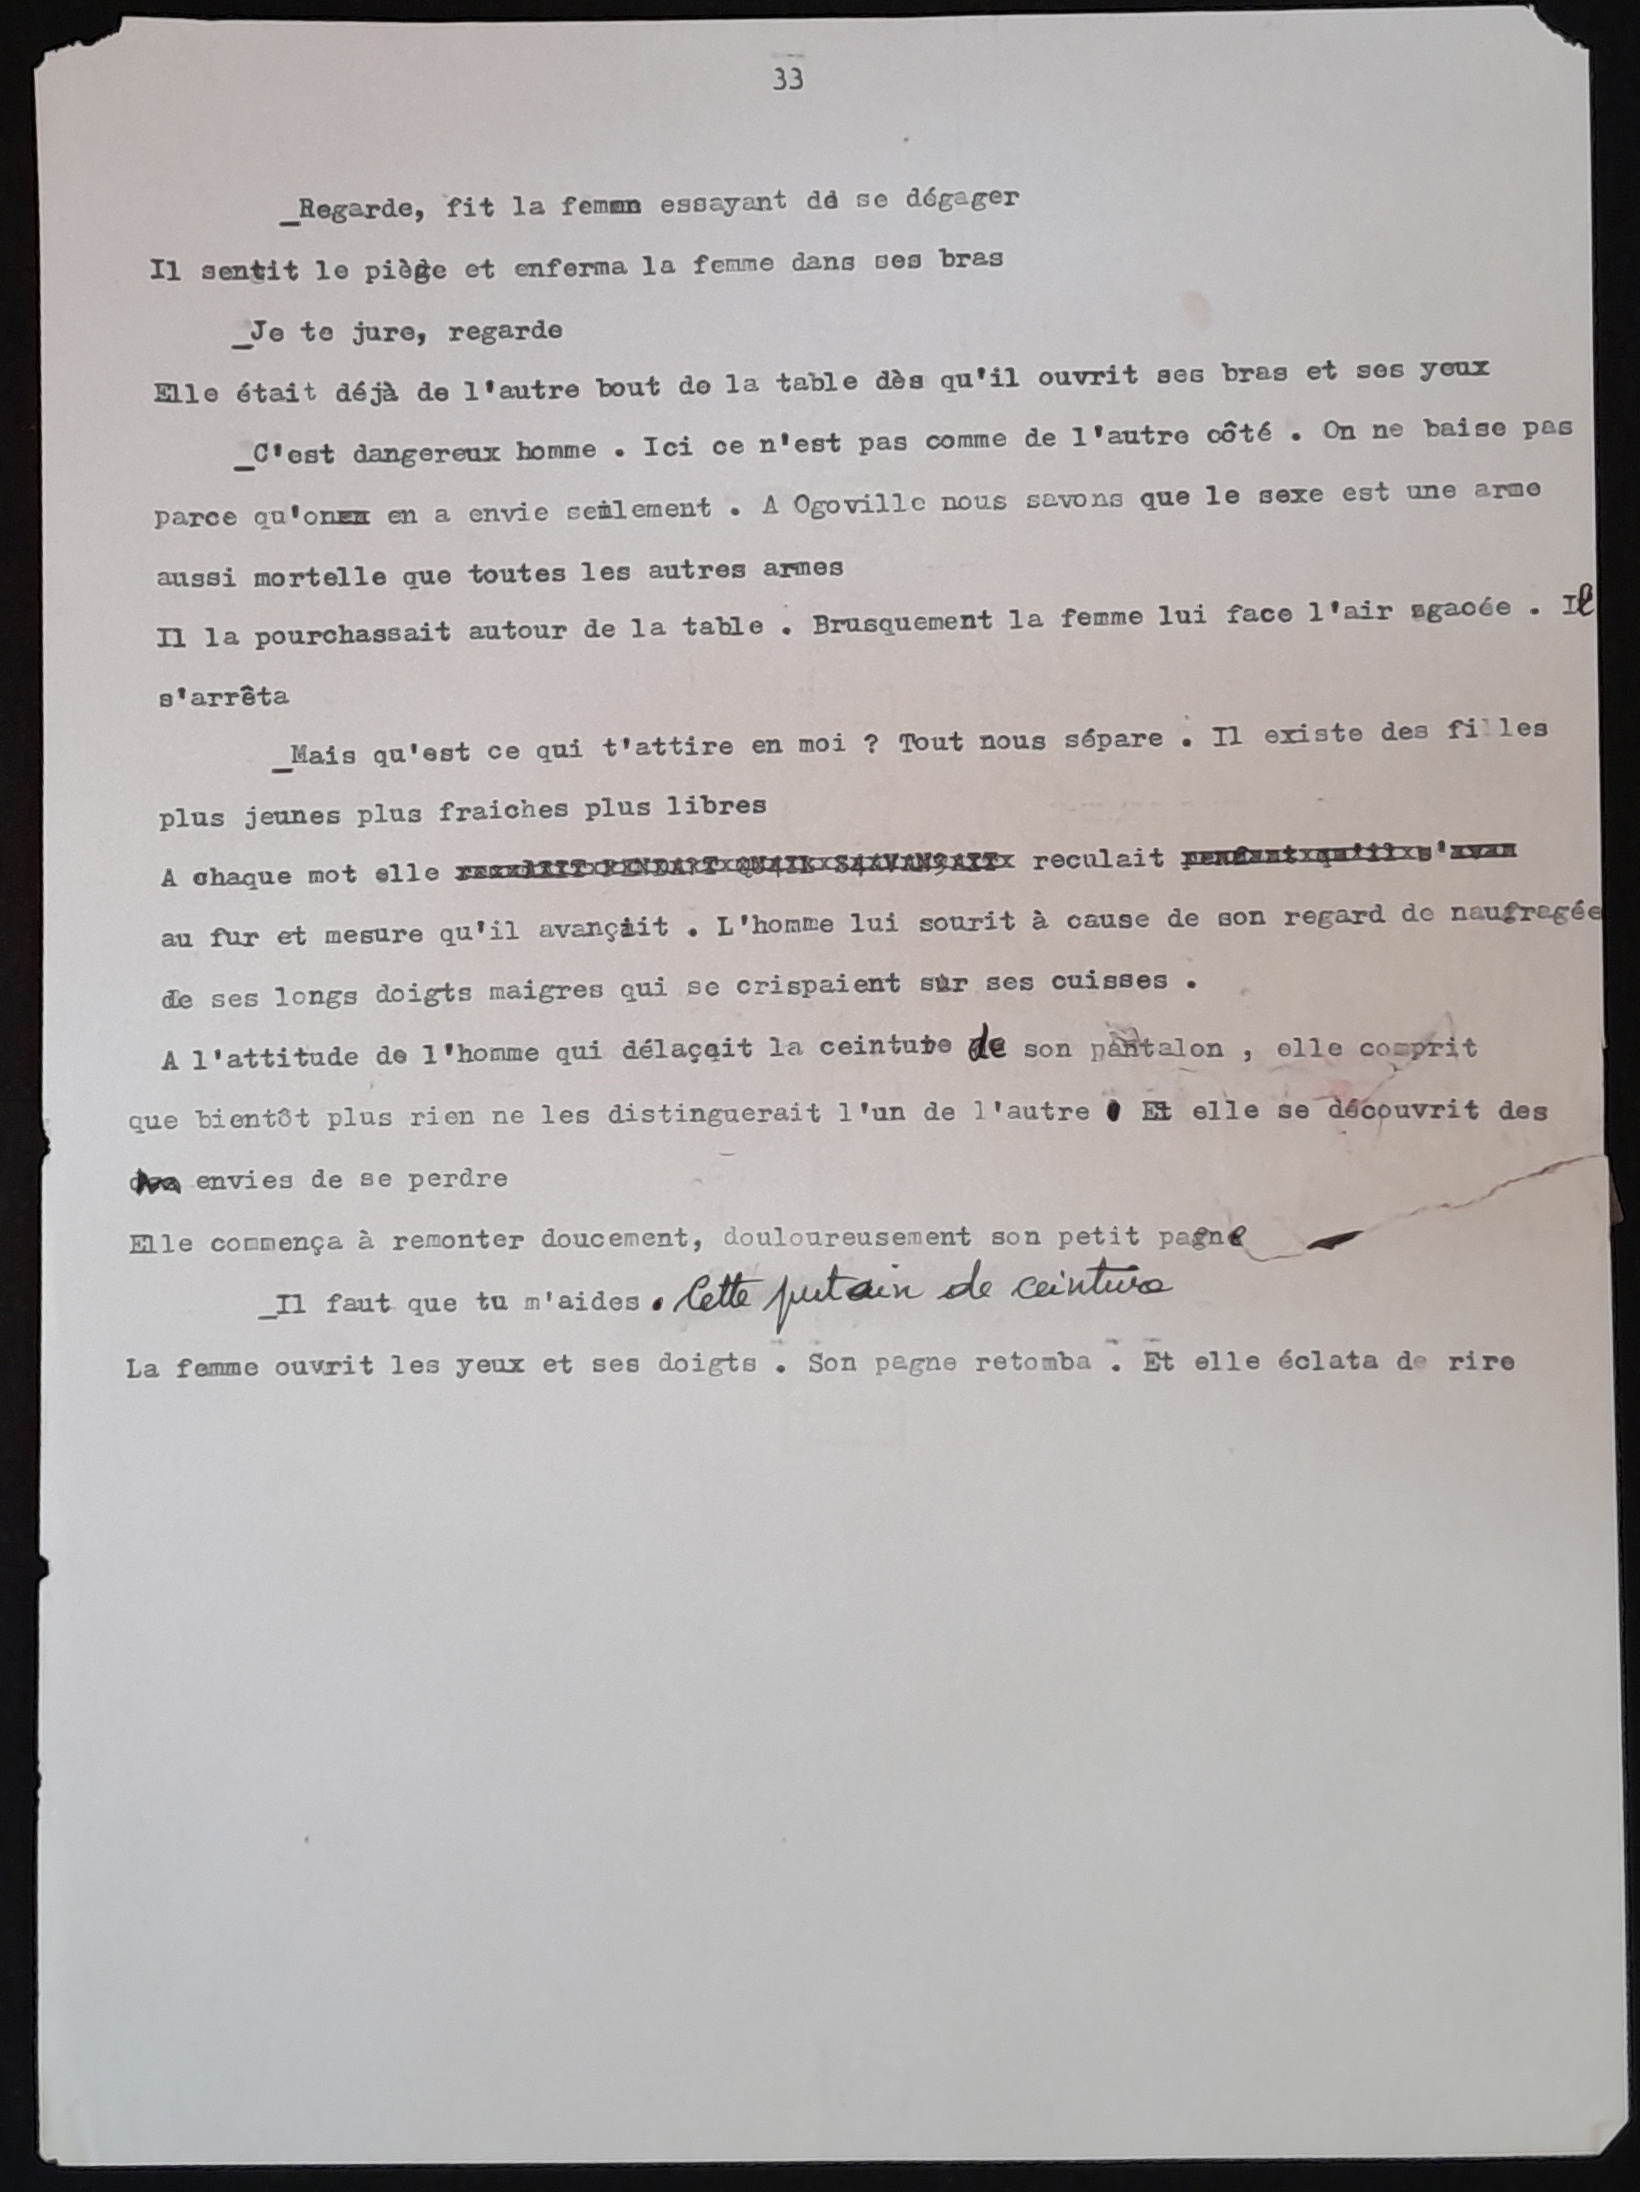 33
_Regarde, fit la femmn essayant de se dégager
Il sentit le piège et enferma la femme dans ses bras
_Je te jure, regarde
Elle était déjà de l'autre bout de la table dès qu'il ouvrit ses bras et ses yeux
_C'est dangereux homme . Ici ce n'est pas comme de l'autre côté . On ne baise pas
parce qu'on en a envie seulement . A Ogoville nous savons que le sexe est une arme
aussi mortelle que toutes les autres armes
Il la pourchassait autour de la table . Brusquement la femme lui face l'air agacée . Il
s'arrêta
_Mais qu'est ce qui t'attire en moi ? Tout nous sépare . Il existe des filles
plus jeunes plus fraiches plus libres
A chaque mot elle reculait pendant qu'il s'avan
au fur et mesure qu'il avançait . L'homme lui sourit à cause de son regard de naufragée
de ses longs doigts maigres qui se crispaient sur ses cuisses .
A l'attitude de l'homme qui délaçait la ceinture de son pantalon , elle comprit
que bientôt plus rien ne les distinguerait l'un de l'autre . Et elle se découvrit des
envies de se perdre
Elle commença à remonter doucement, douloureusement son petit pagne
_Il faut que tu m'aides . Cette putain de ceinture
La femme ouvrit les yeux et ses doigts . Son pagne retomba . Et elle éclata de rire